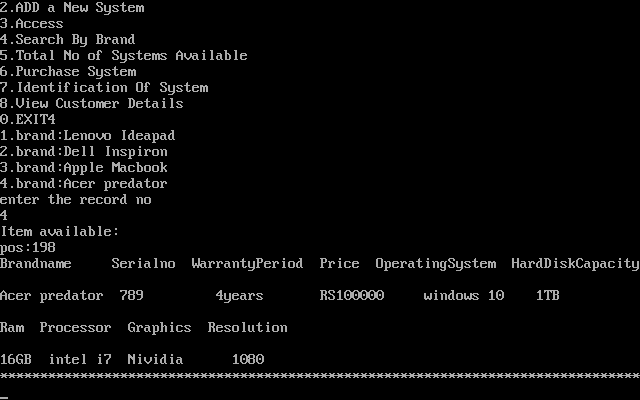 2.ADD a New System
3.Access
4.Search By Brand
5.Total No of Systems Available
6.Purchase System
7.Identification Of System
8.View Customer Details
0.EXIT4
1.brand:Lenovo Ideapad
2.brand:Dell Inspiron
3.brand:Apple Macbook
4.brand:Acer predator
enter the record no
4
Item available:
pos:198
Brandname     Serialno  WarrantyPeriod  Price  OperatingSystem  HardDiskCapacity
Acer predator  789         4years       RS100000     windows 10    1TB
Ram  Processor  Graphics  Resolution
16GB  intel i7  Nividia      1080
********************************************************************************
_